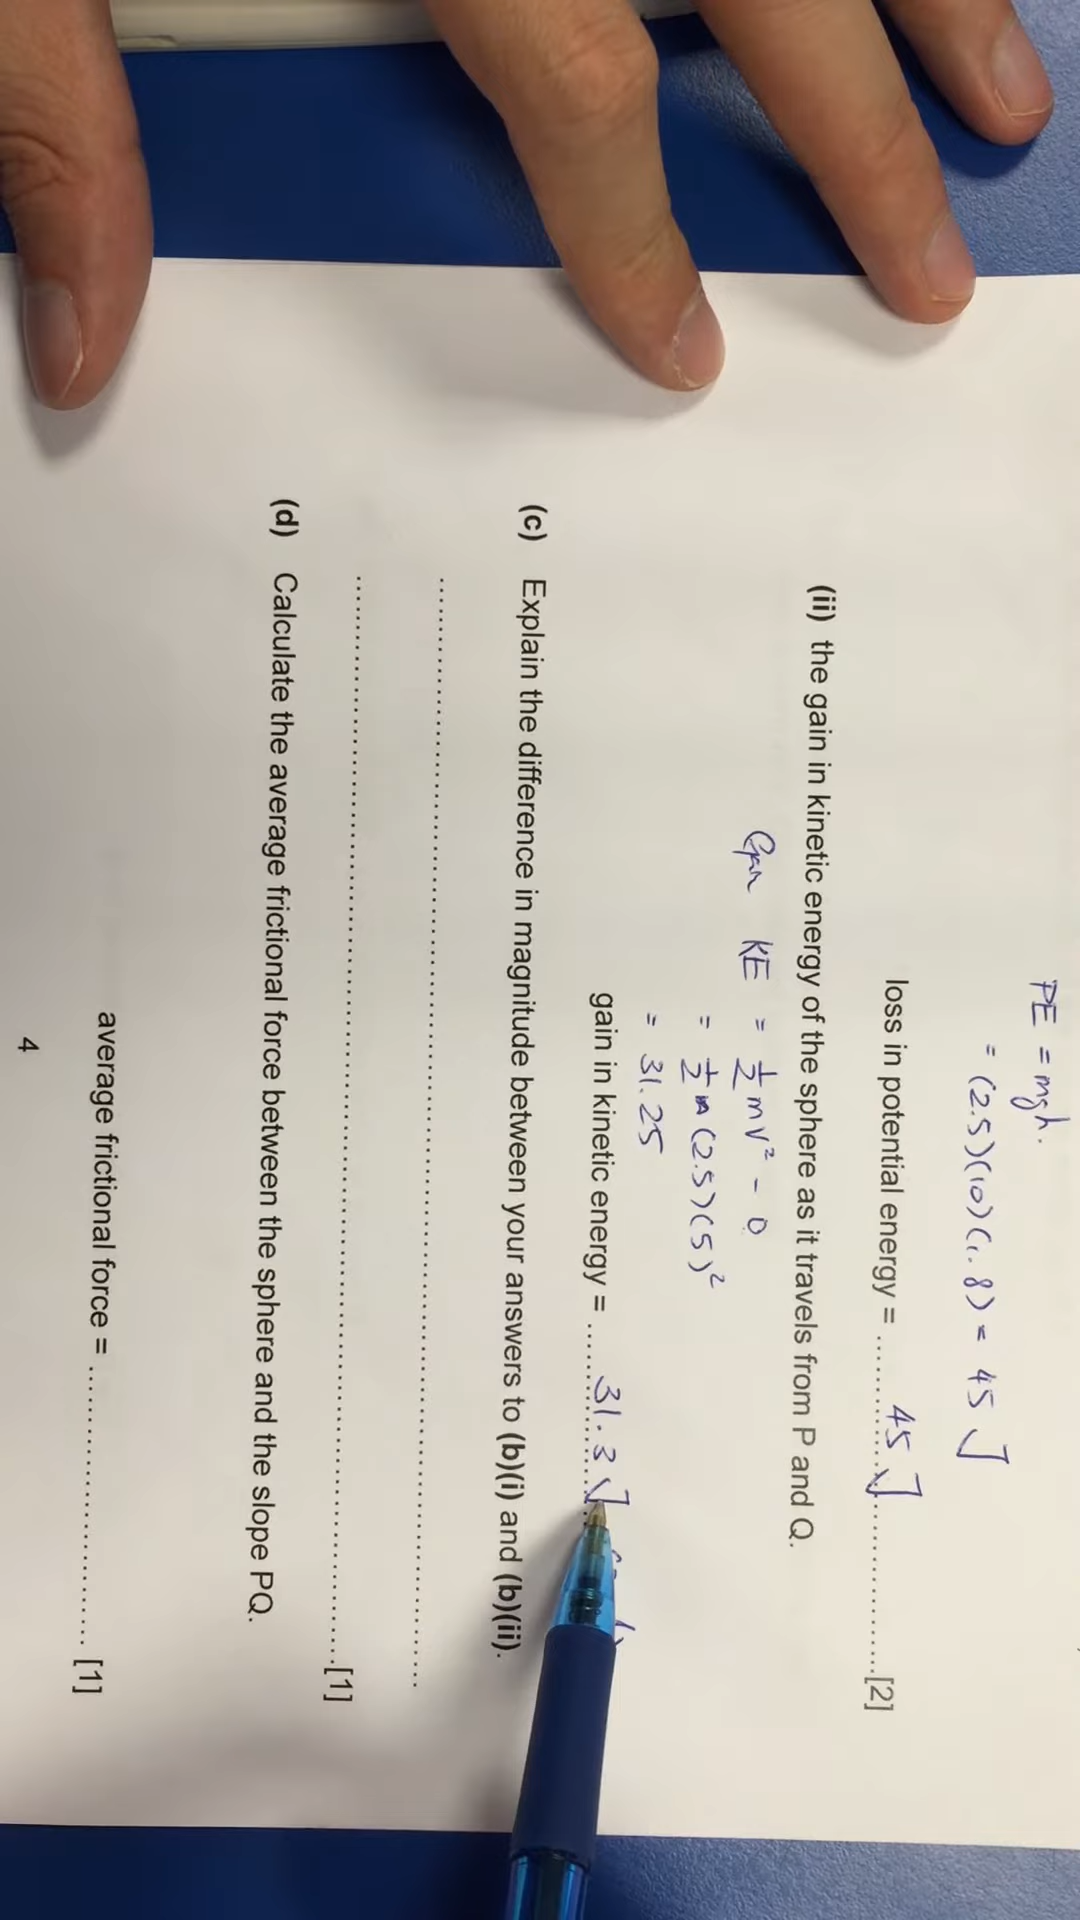 PE = mgh.
= (2.5)(10)(1.8) = 45 J
loss in potential energy = ........45 J........[2]
(ii) the gain in kinetic energy of the sphere as it travels from P and Q.
Gain KE = ½mv² - 0
= ½m(2.5)(5)²
= 31.25
gain in kinetic energy = ........31.3 J
(c) Explain the difference in magnitude between your answers to (b)(i) and (b)(ii).
........................................................................
........................................................................[1]
(d) Calculate the average frictional force between the sphere and the slope PQ.
average frictional force = ........................ [1]
4